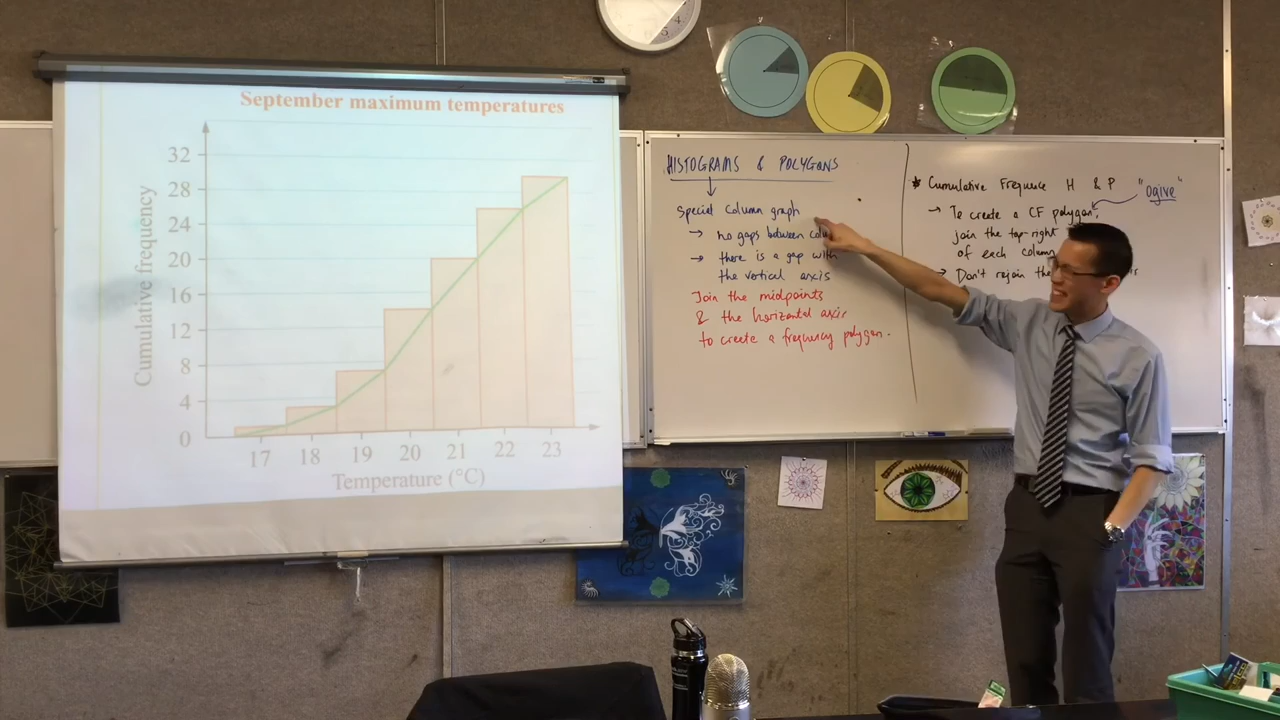 September maximum temperatures
Cumulative frequency
32
28
24
20
16
12
8
4
0
17 18 19 20 21 22 23
Temperature (°C)
HISTOGRAMS & POLYGONS
Special Column graph
→ no gaps between
→ there is a gap with
the vertical axis
Join the midpoints
& the horizontal axis
to create a frequency polygon.
* Cumulative Frequence H & P
"ogive"
→ To create a CF polygon,
join the top-right
of each column
→ Don't rejoin the